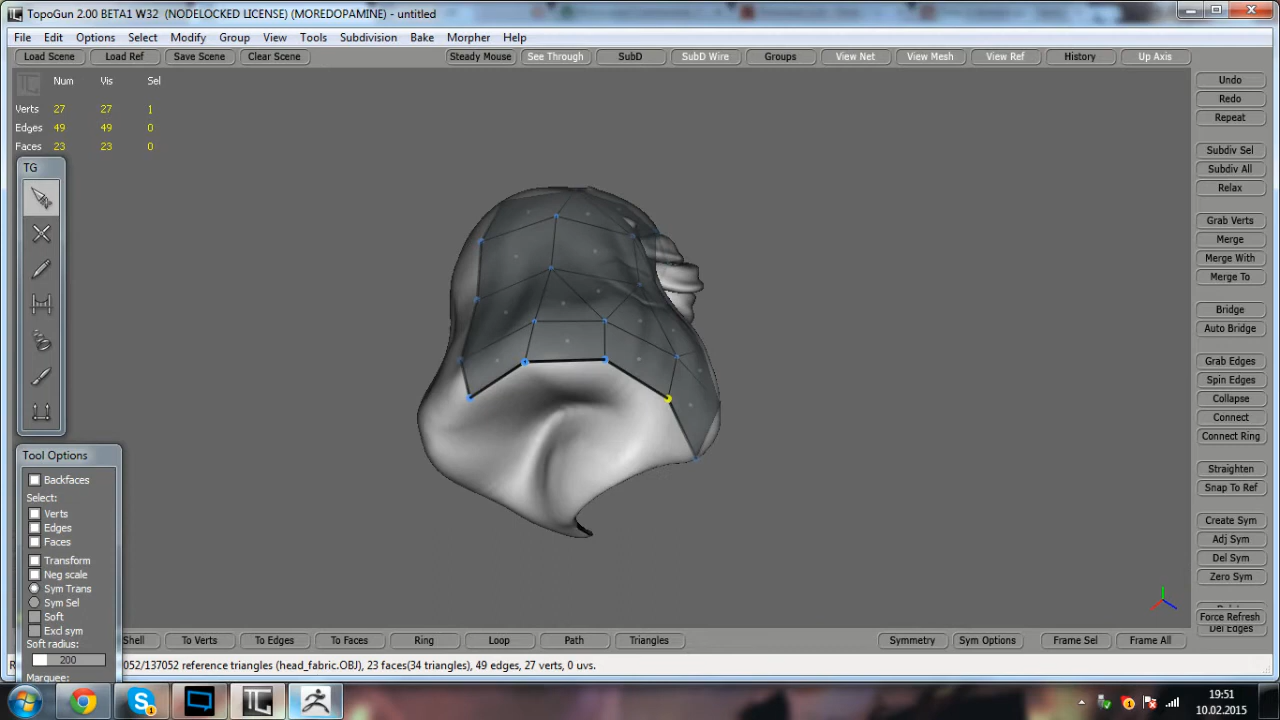 TopoGun 2.00 BETA1 W32 (NODELOCKED LICENSE) (MOREDOPAMINE) - untitled
File Edit Options Select Modify Group View Tools Subdivision Bake Morpher Help
Load Scene Load Ref Save Scene Clear Scene Steady Mouse See Through SubD SubD Wire Groups View Net View Mesh View Ref History Up Axis
Num Vis Sel
Verts 27 27 1
Edges 49 49 0
Faces 23 23 0
TG
Tool Options
Backfaces
Select:
Verts
Edges
Faces
Transform
Neg scale
Sym Trans
Sym Sel
Soft
Excl sym
Soft radius:
200
Marquee:
Undo
Redo
Repeat
Subdiv Sel
Subdiv All
Relax
Grab Verts
Merge
Merge With
Merge To
Bridge
Auto Bridge
Grab Edges
Spin Edges
Collapse
Connect
Connect Ring
Straighten
Snap To Ref
Create Sym
Adj Sym
Del Sym
Zero Sym
Force Refresh
Del Edges
Shell To Verts To Edges To Faces Ring Loop Path Triangles Symmetry Sym Options Frame Sel Frame All
052/137052 reference triangles (head_fabric.OBJ), 23 faces(34 triangles), 49 edges, 27 verts, 0 uvs.
19:51
10.02.2015